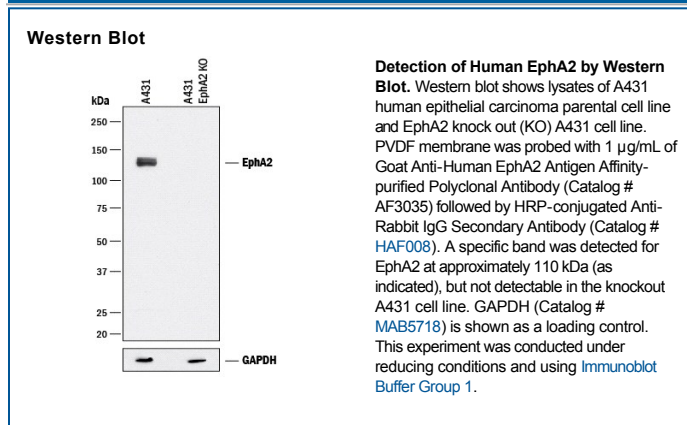 Western Blot
A431
A431
EphA2 KO
kDa
250
150
100
75
50
37
25
20
EphA2
GAPDH
Detection of Human EphA2 by Western
Blot. Western blot shows lysates of A431
human epithelial carcinoma parental cell line
and EphA2 knock out (KO) A431 cell line.
PVDF membrane was probed with 1 µg/mL of
Goat Anti-Human EphA2 Antigen Affinity-
purified Polyclonal Antibody (Catalog #
AF3035) followed by HRP-conjugated Anti-
Rabbit IgG Secondary Antibody (Catalog #
HAF008). A specific band was detected for
EphA2 at approximately 110 kDa (as
indicated), but not detectable in the knockout
A431 cell line. GAPDH (Catalog #
MAB5718) is shown as a loading control.
This experiment was conducted under
reducing conditions and using Immunoblot
Buffer Group 1.